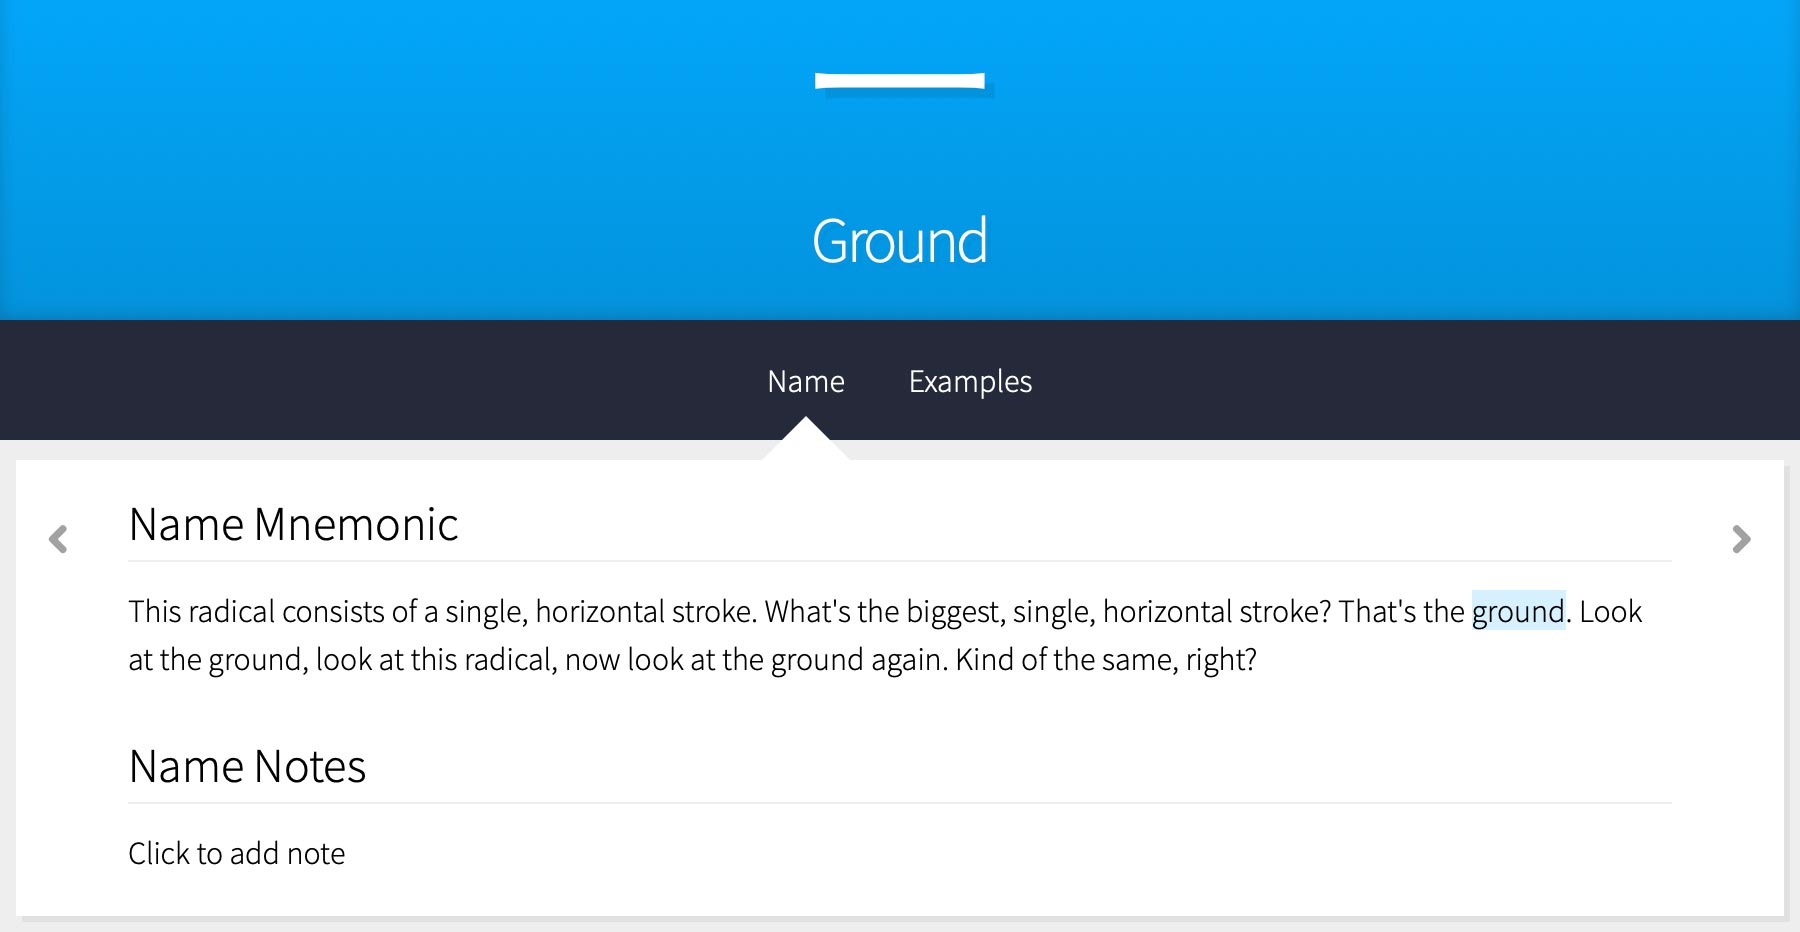 一
Ground
Name Examples
Name Mnemonic
This radical consists of a single, horizontal stroke. What's the biggest, single, horizontal stroke? That's the ground. Look
at the ground, look at this radical, now look at the ground again. Kind of the same, right?
Name Notes
Click to add note